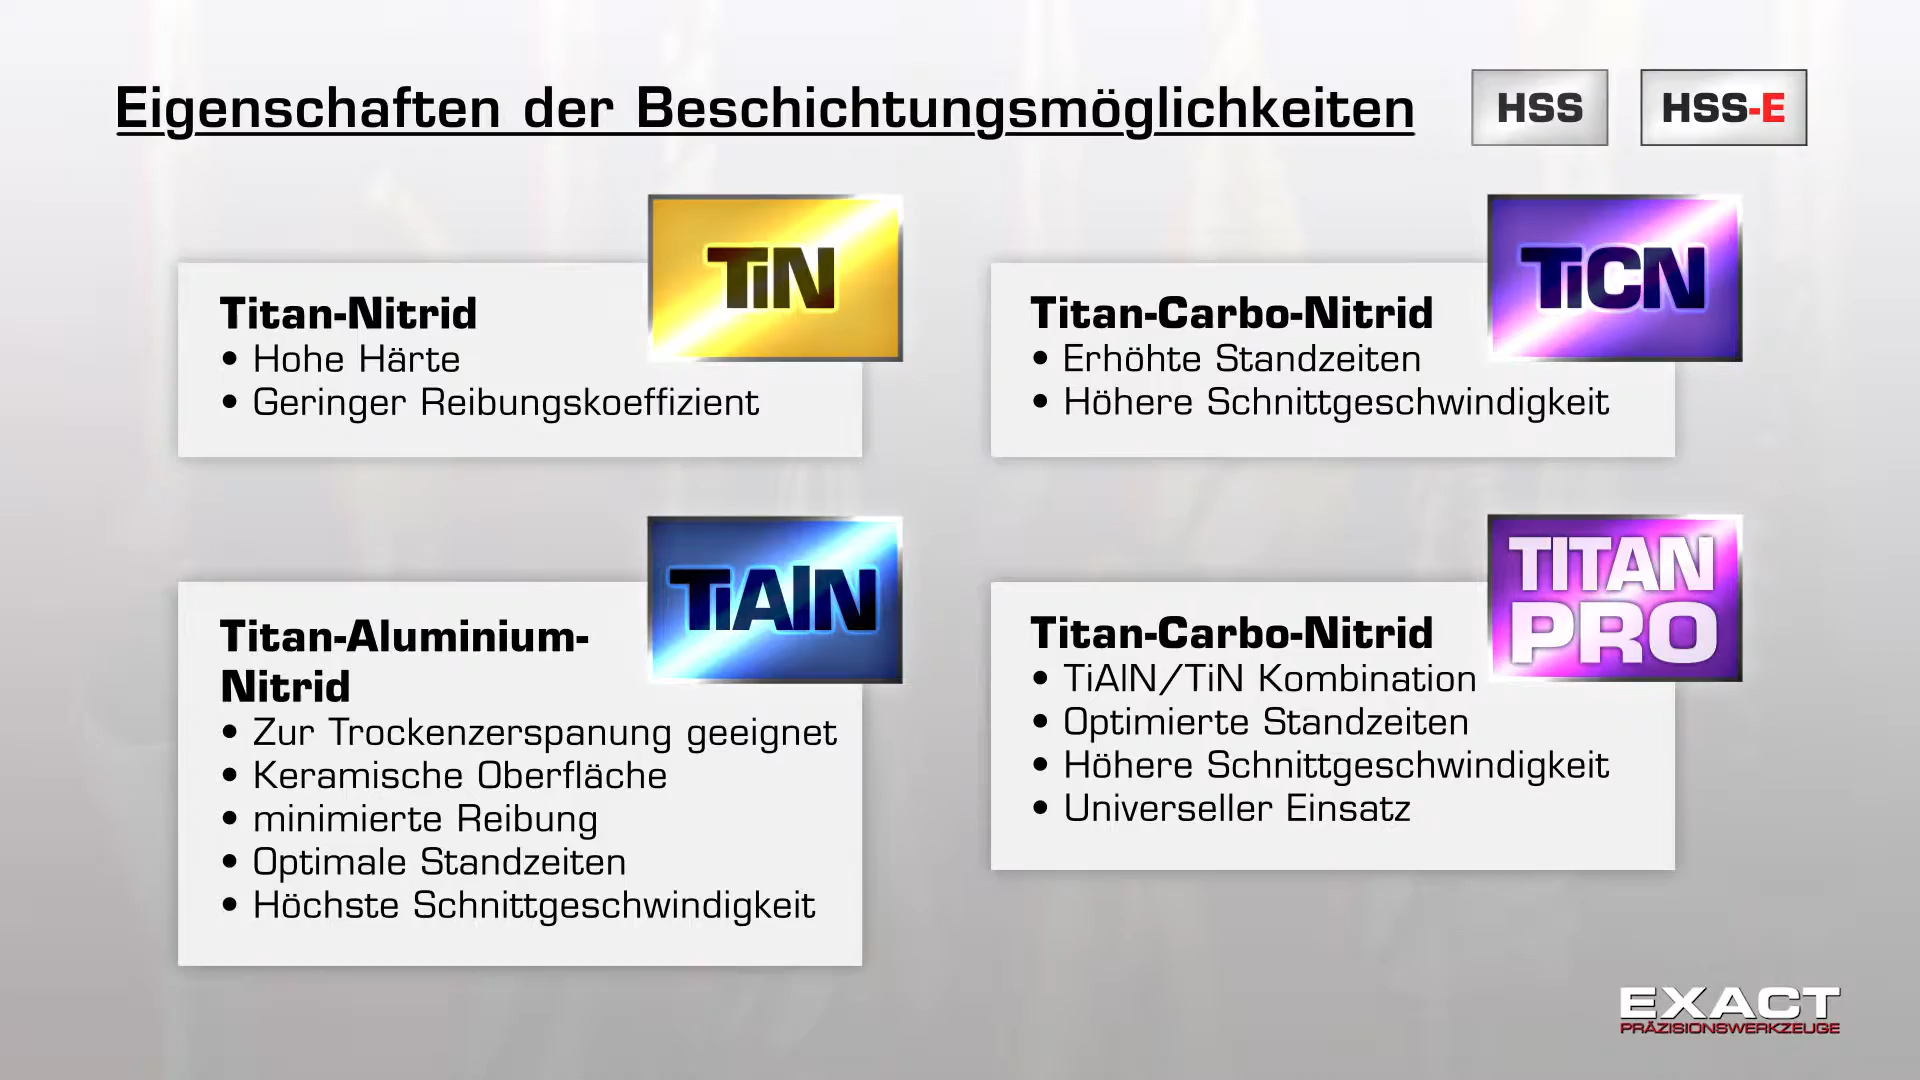 Eigenschaften der Beschichtungsmöglichkeiten
HSS
HSS-E
TiN
Titan-Nitrid
• Hohe Härte
• Geringer Reibungskoeffizient
TiCN
Titan-Carbo-Nitrid
• Erhöhte Standzeiten
• Höhere Schnittgeschwindigkeit
TiAlN
Titan-Aluminium-
Nitrid
• Zur Trockenzerspanung geeignet
• Keramische Oberfläche
• minimierte Reibung
• Optimale Standzeiten
• Höchste Schnittgeschwindigkeit
TITAN
PRO
Titan-Carbo-Nitrid
• TiAlN/TiN Kombination
• Optimierte Standzeiten
• Höhere Schnittgeschwindigkeit
• Universeller Einsatz
EXACT
PRÄZISIONSWERKZEUGE